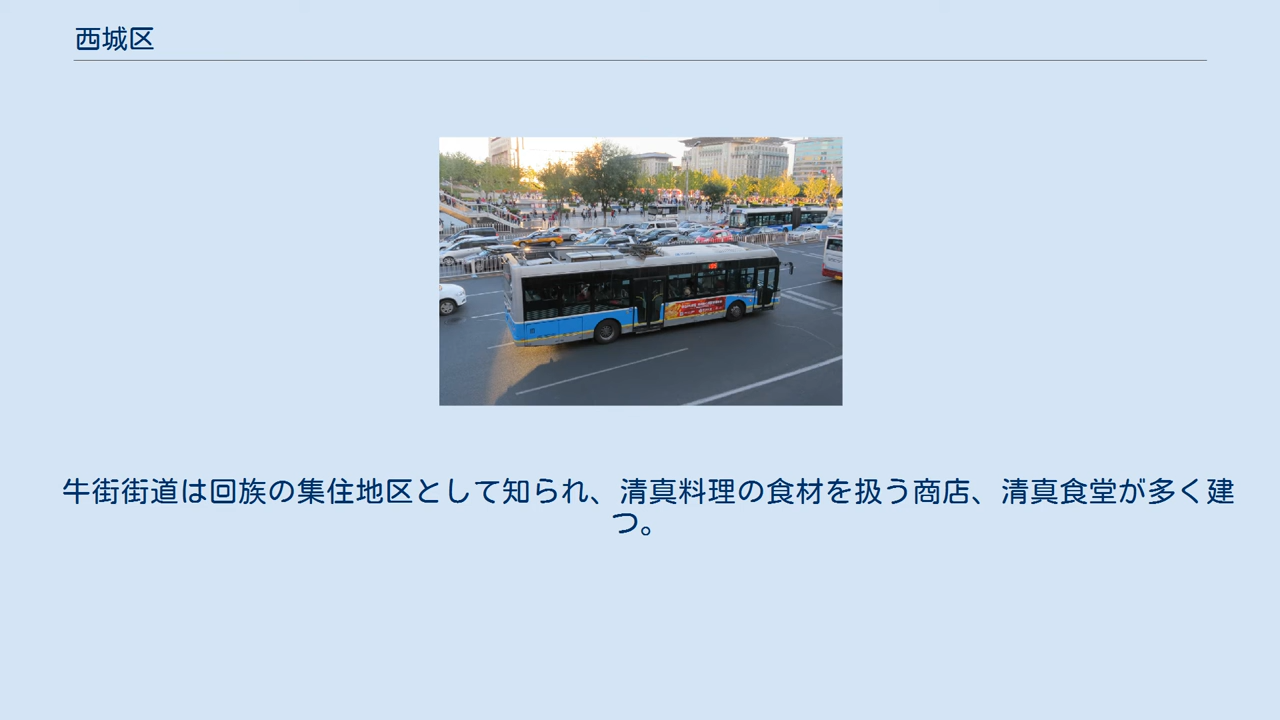 西城区
牛街街道は回族の集住地区として知られ、清真料理の食材を扱う商店、清真食堂が多く建
つ。